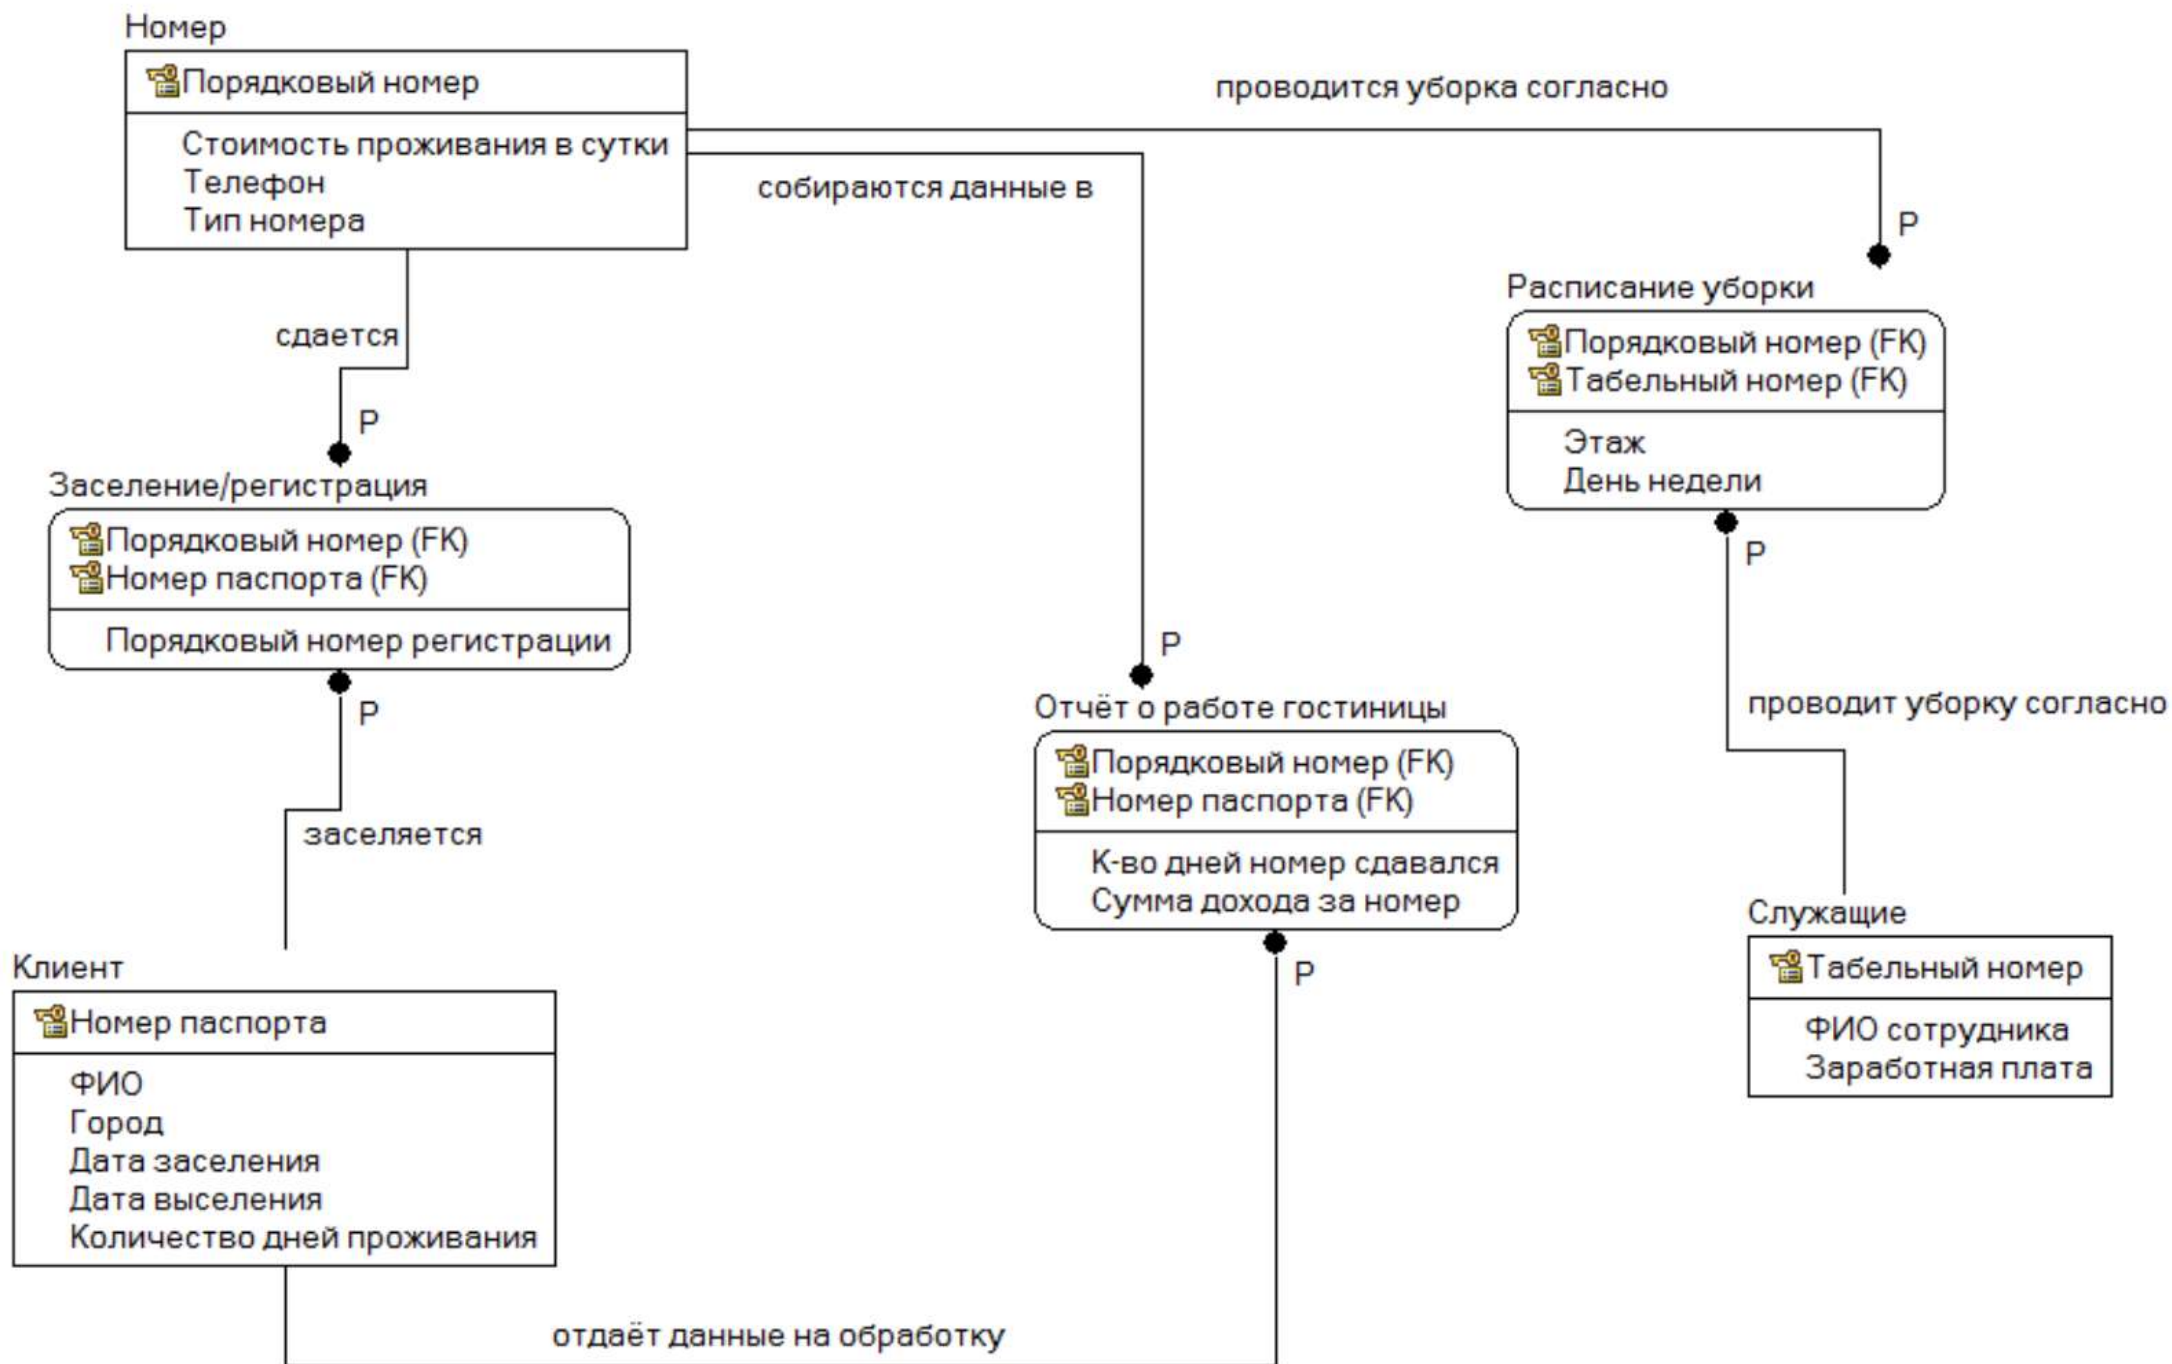 Номер
Порядковый номер
Стоимость проживания в сутки
Телефон
Тип номера
проводится уборка согласно
собираются данные в
P
сдается
P
Расписание уборки
Порядковый номер (FK)
Табельный номер (FK)
Этаж
День недели
P
Заселение/регистрация
Порядковый номер (FK)
Номер паспорта (FK)
Порядковый номер регистрации
P
P
Отчёт о работе гостиницы
Порядковый номер (FK)
Номер паспорта (FK)
К-во дней номер сдавался
Сумма дохода за номер
P
проводит уборку согласно
заселяется
Служащие
Табельный номер
ФИО сотрудника
Заработная плата
Клиент
Номер паспорта
ФИО
Город
Дата заселения
Дата выселения
Количество дней проживания
отдаёт данные на обработку